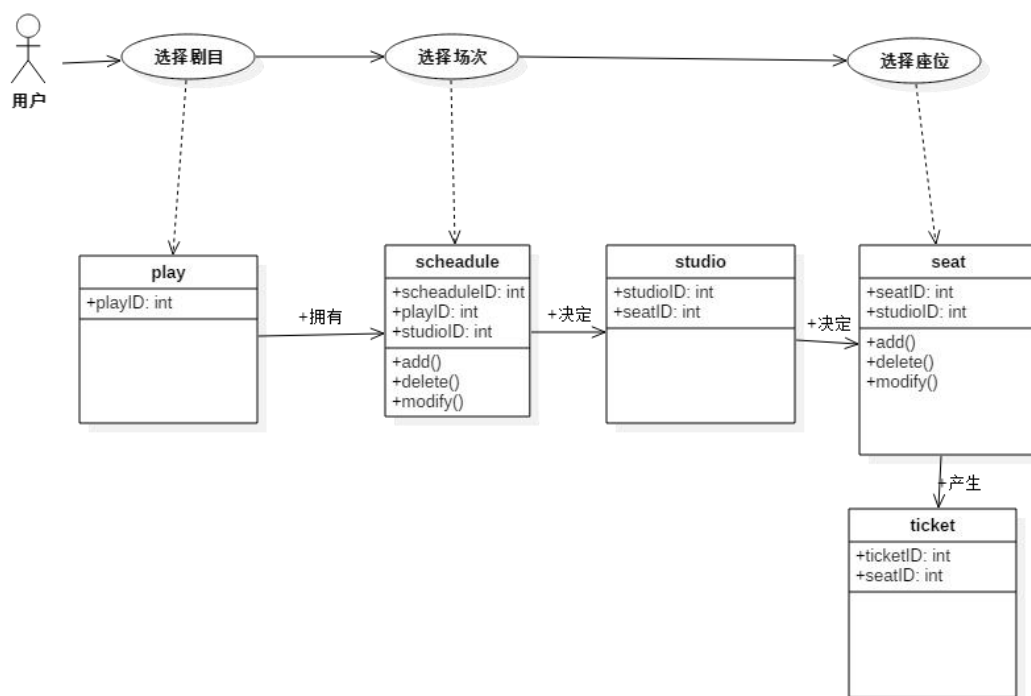 用户
选择剧目
选择场次
选择座位
play
+playID: int
+拥有
scheadule
+scheaduleID: int
+playID: int
+studioID: int
+add()
+delete()
+modify()
+决定
studio
+studioID: int
+seatID: int
+决定
seat
+seatID: int
+studioID: int
+add()
+delete()
+modify()
+产生
ticket
+ticketID: int
+seatID: int